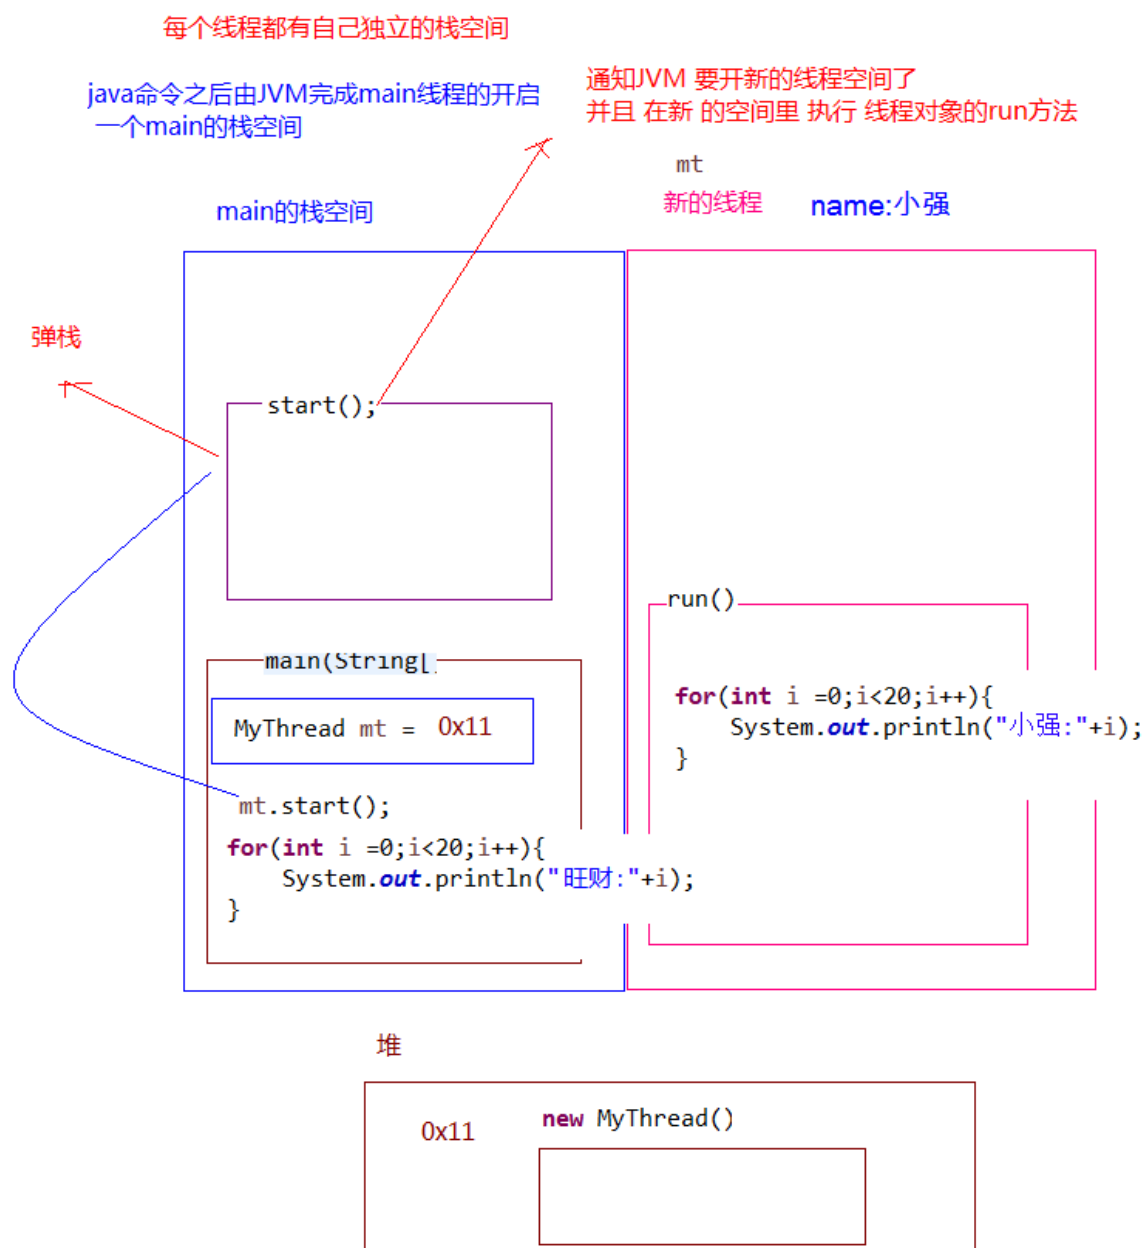 每个线程都有自己独立的栈空间
java命令之后由JVM完成main线程的开启
一个main的栈空间
通知JVM 要开新的线程空间了
并且 在新 的空间里 执行 线程对象的run方法
mt
新的线程 name:小强
main的栈空间
弹栈
start();
run()
for(int i =0;i<20;i++){
System.out.println("小强:"+i);
}
main(String[
MyThread mt = 0x11
mt.start();
for(int i =0;i<20;i++){
System.out.println("旺财:"+i);
}
堆
0x11 new MyThread()